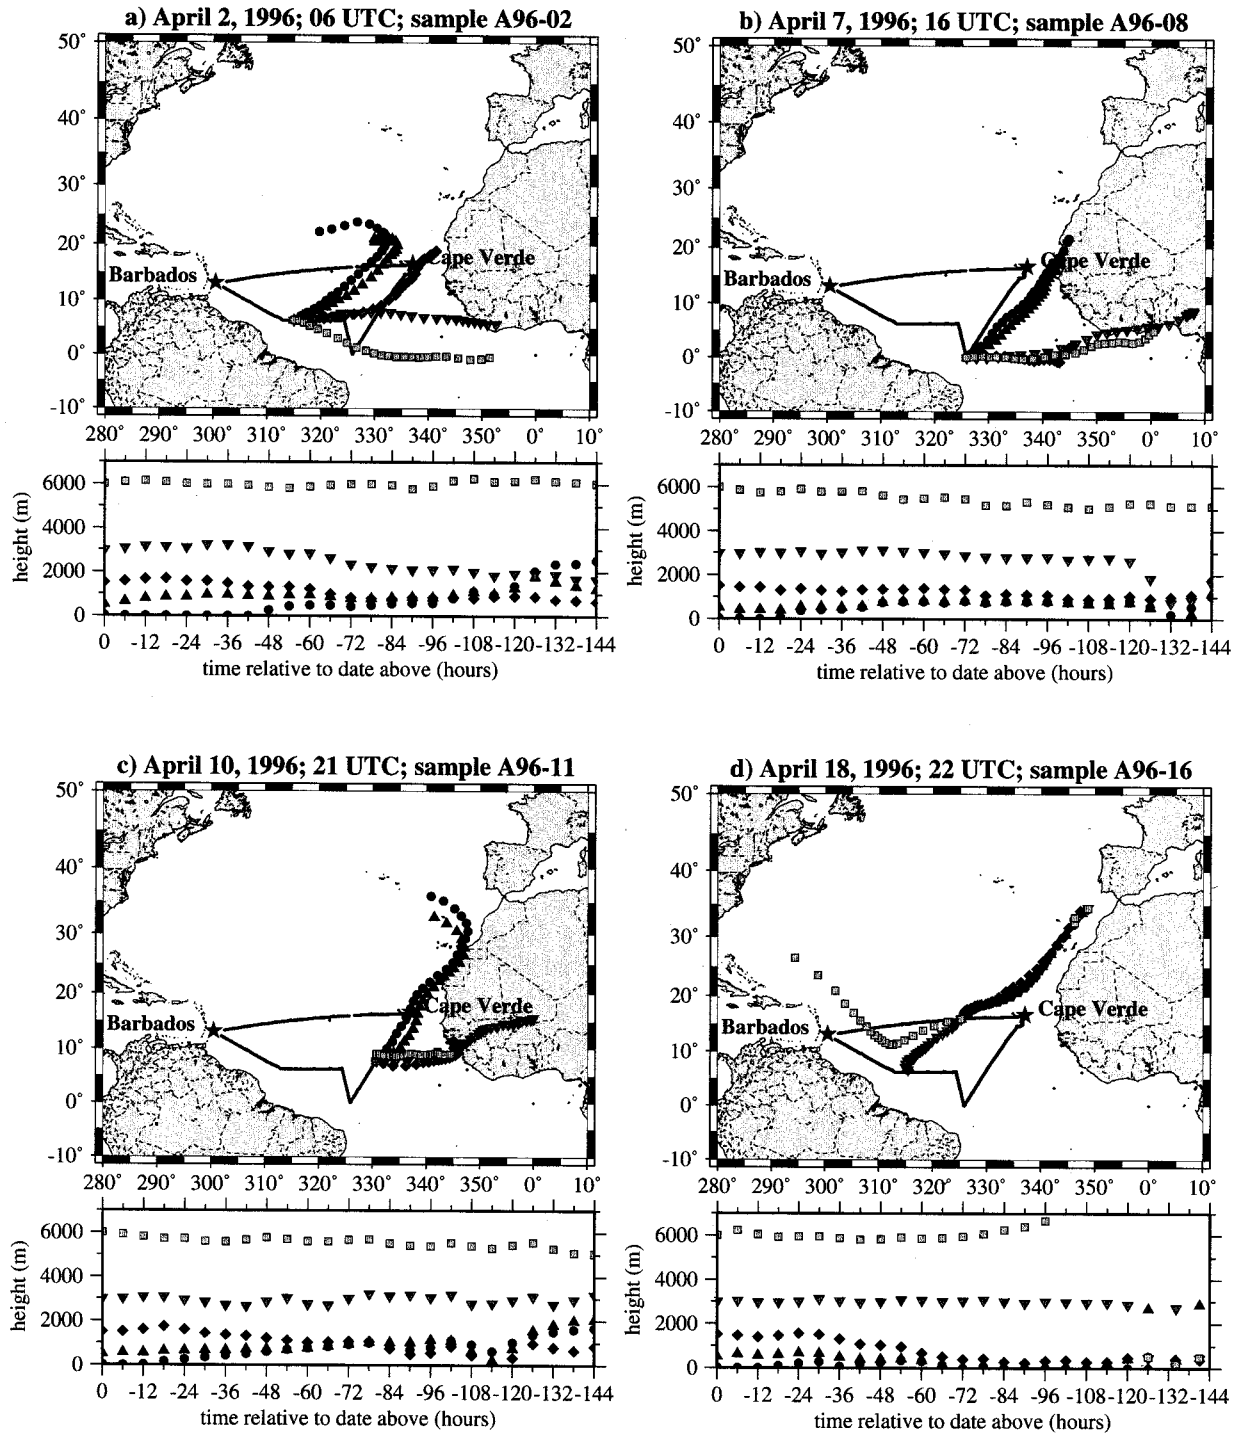 a) April 2, 1996; 06 UTC; sample A96-02
50°
40°
30°
20°
10°
0°
-10°
Barbados
Cape Verde
280 290° 300° 310° 320° 330° 340° 350° 0° 10°
height (m)
6000
4000
2000
0
0 -12 -24 -36 -48 -60 -72 -84 -96 -108 -120 -132 -144
time relative to date above (hours)
b) April 7, 1996; 16 UTC; sample A96-08
50°
40°
30°
20°
10°
0°
-10°
Barbados
Cape Verde
280 290° 300° 310° 320° 330° 340° 350° 0° 10°
height (m)
6000
4000
2000
0
0 -12 -24 -36 -48 -60 -72 -84 -96 -108 -120 -132 -144
time relative to date above (hours)
c) April 10, 1996; 21 UTC; sample A96-11
50°
40°
30°
20°
10°
0°
-10°
Barbados
Cape Verde
280 290° 300° 310° 320° 330° 340° 350° 0° 10°
height (m)
6000
4000
2000
0
0 -12 -24 -36 -48 -60 -72 -84 -96 -108 -120 -132 -144
time relative to date above (hours)
d) April 18, 1996; 22 UTC; sample A96-16
50°
40°
30°
20°
10°
0°
-10°
Barbados
Cape Verde
280 290° 300° 310° 320° 330° 340° 350° 0° 10°
height (m)
6000
4000
2000
0
0 -12 -24 -36 -48 -60 -72 -84 -96 -108 -120 -132 -144
time relative to date above (hours)